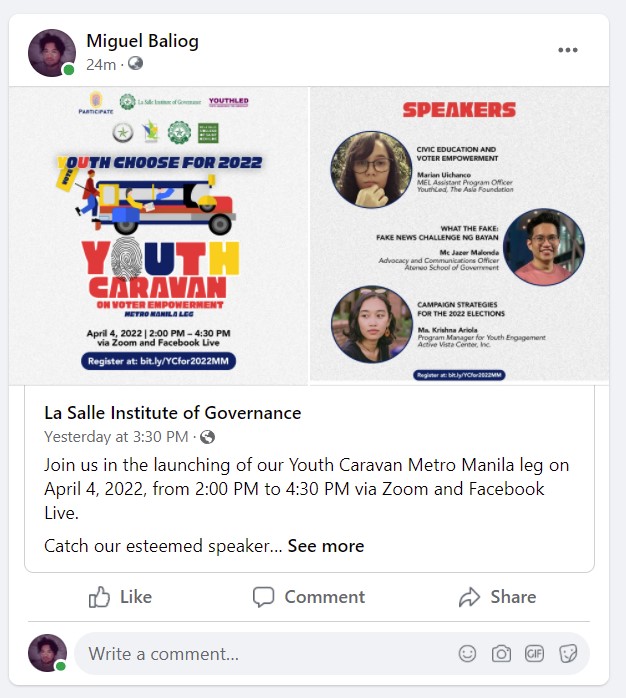 Miguel Baliog
24m ·
PARTICIPATE
La Salle Institute of Governance
YOUTHLED
YOUTH CHOOSE FOR 2022
VOTE
YOUTH
CARAVAN
ON VOTER EMPOWERMENT
METRO MANILA LEG
April 4, 2022 | 2:00 PM – 4:30 PM
via Zoom and Facebook Live
Register at: bit.ly/YCfor2022MM
SPEAKERS
CIVIC EDUCATION AND
VOTER EMPOWERMENT
Marian Uichanco
MEL Assistant Program Officer
YouthLed, The Asia Foundation
WHAT THE FAKE:
FAKE NEWS CHALLENGE NG BAYAN
Mc Jazer Malonda
Advocacy and Communications Officer
Ateneo School of Government
CAMPAIGN STRATEGIES
FOR THE 2022 ELECTIONS
Ma. Krishna Ariola
Program Manager for Youth Engagement
Active Vista Center, Inc.
Register at: bit.ly/YCfor2022MM
La Salle Institute of Governance
Yesterday at 3:30 PM ·
Join us in the launching of our Youth Caravan Metro Manila leg on
April 4, 2022, from 2:00 PM to 4:30 PM via Zoom and Facebook
Live.
Catch our esteemed speaker... See more
Like
Comment
Share
Write a comment...
GIF